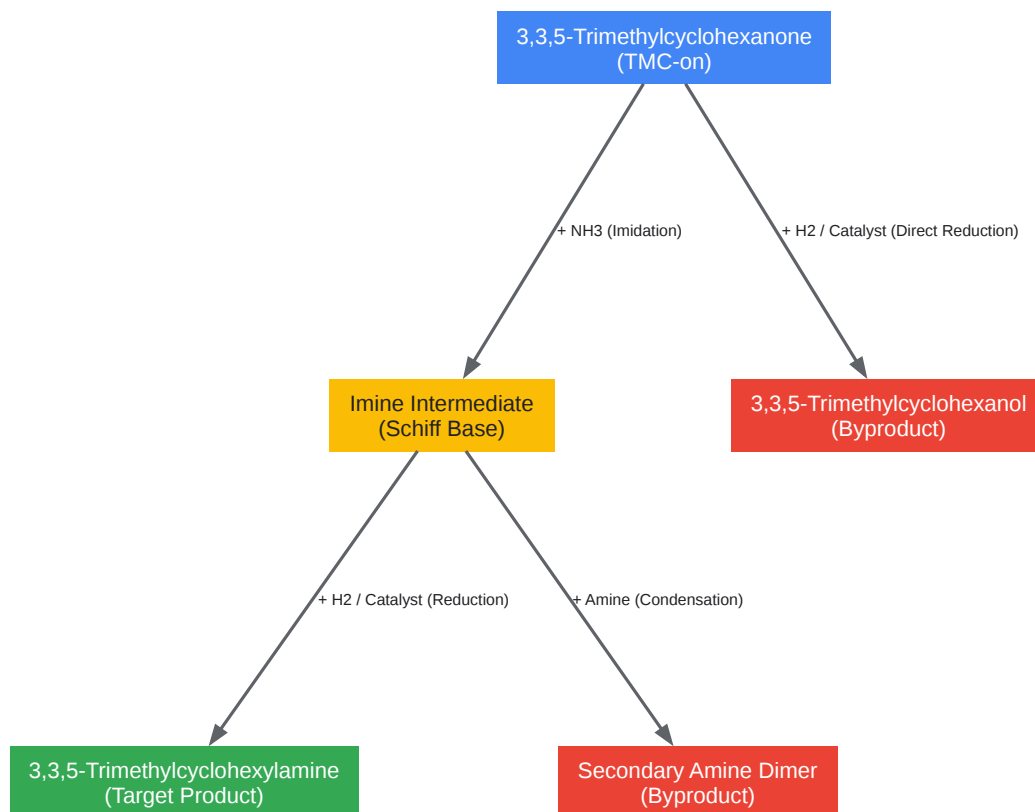 3,3,5-Trimethylcyclohexanone
(TMC-on)
+ NH3 (Imidation)
+ H2 / Catalyst (Direct Reduction)
Imine Intermediate
(Schiff Base)
3,3,5-Trimethylcyclohexanol
(Byproduct)
+ H2 / Catalyst (Reduction)
+ Amine (Condensation)
3,3,5-Trimethylcyclohexylamine
(Target Product)
Secondary Amine Dimer
(Byproduct)